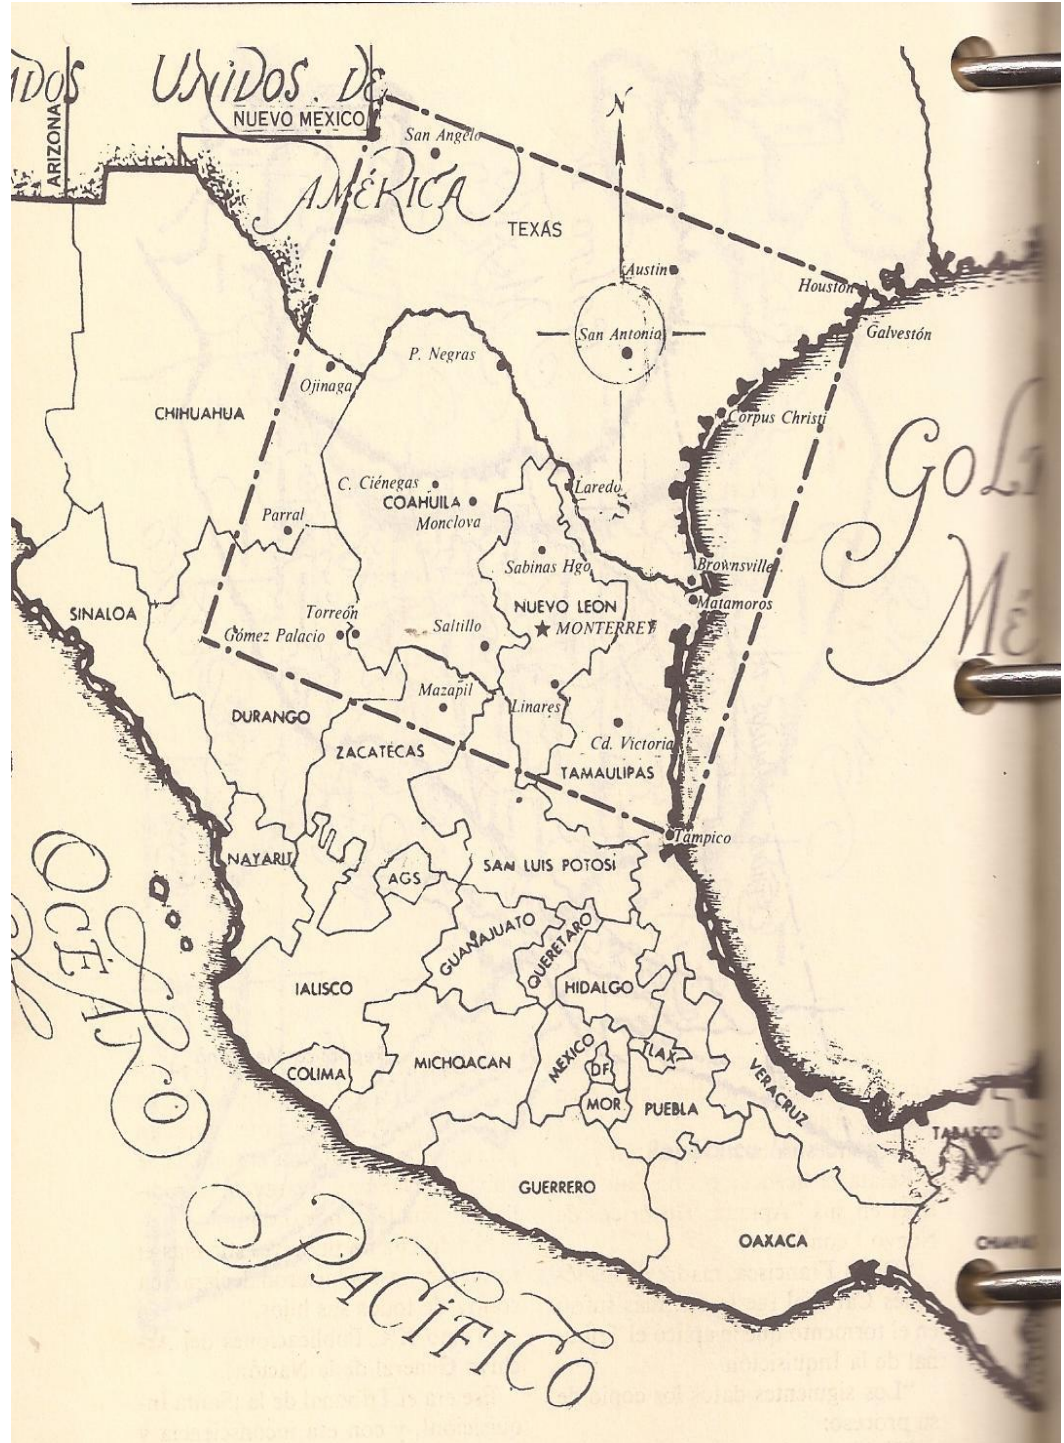 UNIDOS DE
AMÉRICA
ARIZONA
NUEVO MEXICO
San Angelo
N
TEXAS
Austin
Houston
San Antonio
Galvestón
P. Negras
Ojinaga
CHIHUAHUA
Corpus Christi
C. Ciénegas
COAHUILA
Monclova
Laredo
S
Parral
Sabinas Hgo.
Brownsville
SINALOA
NUEVO LEON
Matamoros
Torreón
Gómez Palacio
Saltillo
MONTERREY
Mazapil
Linares
DURANGO
ZACATECAS
Cd. Victoria
TAMAULIPAS
Tampico
NAYARIT
AGS
SAN LUIS POTOSÍ
GUANAJUATO
QUERETARO
HIDALGO
JALISCO
MICHOACAN
COLIMA
MEXICO
DF
TLAX
MOR.
PUEBLA
VERACRUZ
TABASCO
GUERRERO
OAXACA
OCÉANO
PACÍFICO